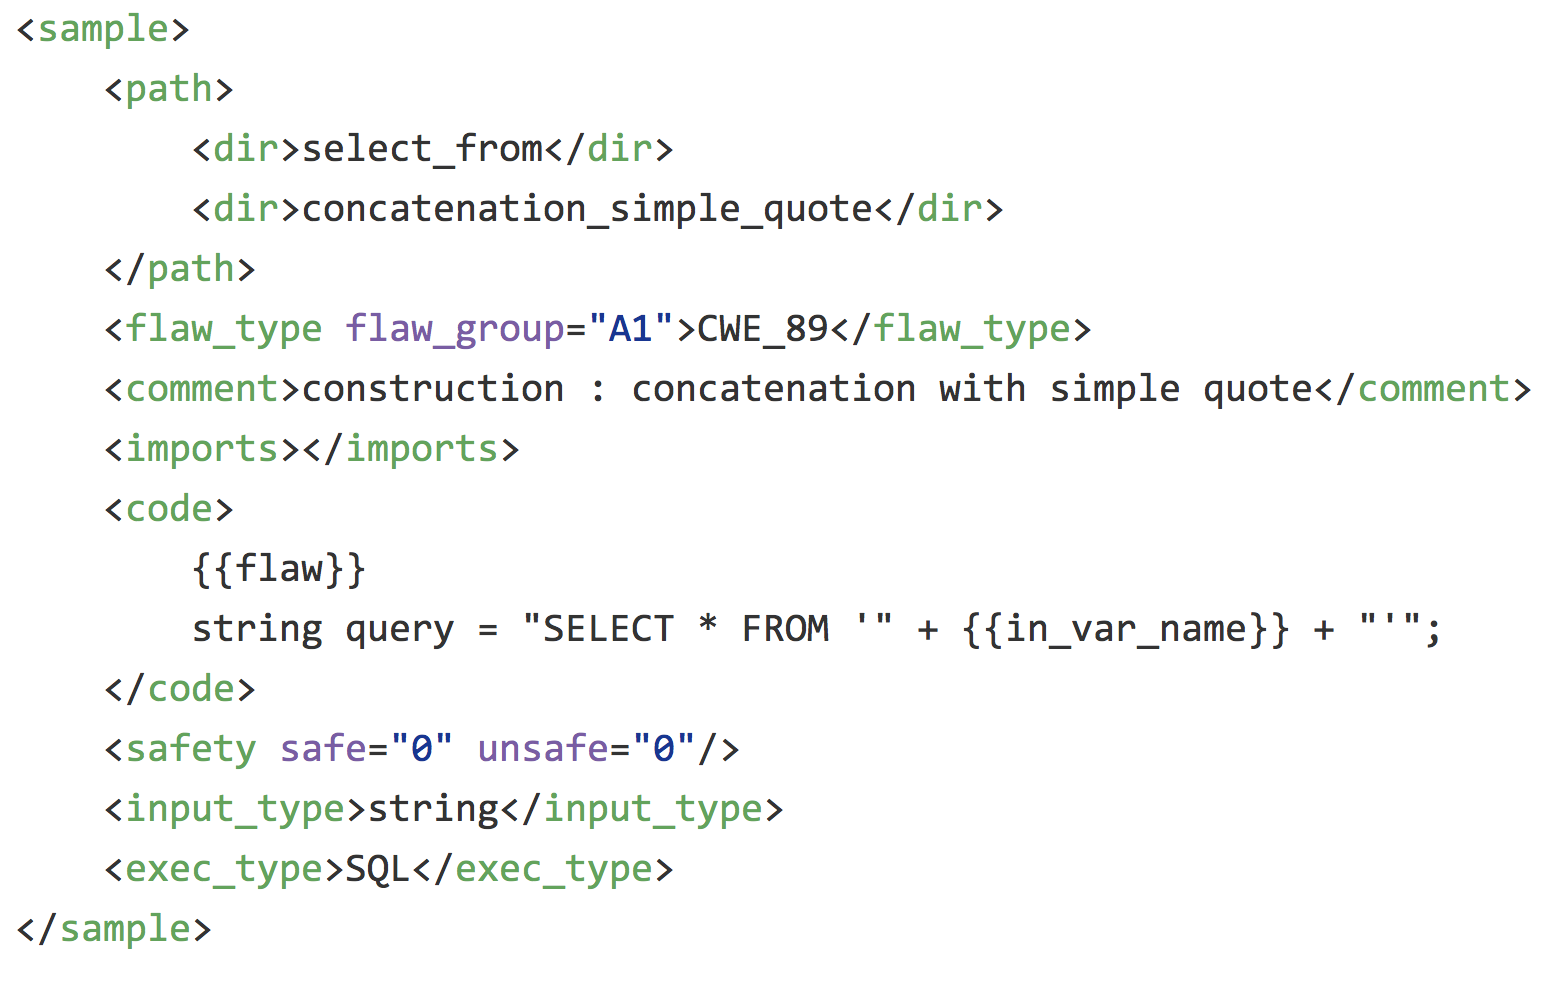 <sample>
    <path>
        <dir>select_from</dir>
        <dir>concatenation_simple_quote</dir>
    </path>
    <flaw_type flaw_group="A1">CWE_89</flaw_type>
    <comment>construction : concatenation with simple quote</comment>
    <imports></imports>
    <code>
        {{flaw}}
        string query = "SELECT * FROM '" + {{in_var_name}} + "'";
    </code>
    <safety safe="0" unsafe="0"/>
    <input_type>string</input_type>
    <exec_type>SQL</exec_type>
</sample>